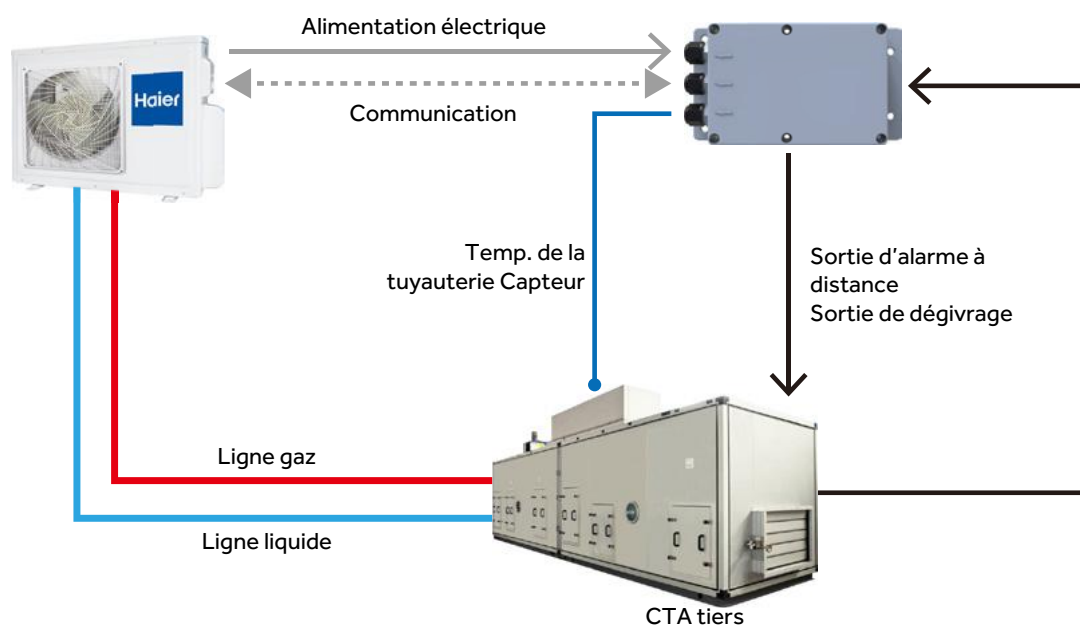 Alimentation électrique
Haier
Communication
Temp. de la
tuyauterie Capteur
Sortie d'alarme à
distance
Sortie de dégivrage
Ligne gaz
Ligne liquide
CTA tiers